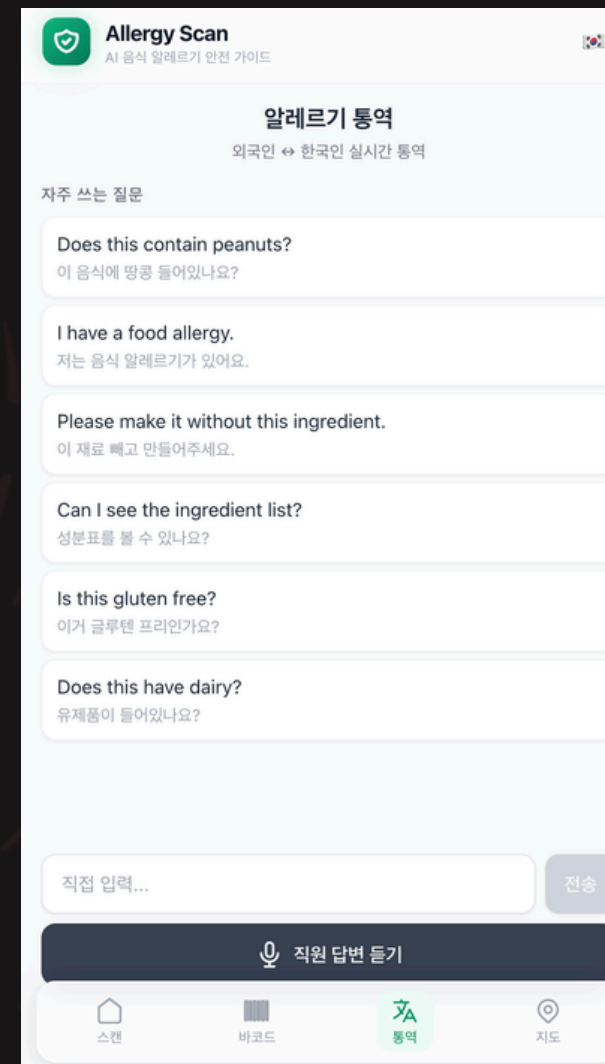 Allergy Scan
AI 음식 알레르기 안전 가이드
알레르기 통역
외국인 ↔ 한국인 실시간 통역
자주 쓰는 질문
Does this contain peanuts?
이 음식에 땅콩 들어있나요?
I have a food allergy.
저는 음식 알레르기가 있어요.
Please make it without this ingredient.
이 재료 빼고 만들어주세요.
Can I see the ingredient list?
성분표를 볼 수 있나요?
Is this gluten free?
이거 글루텐 프리인가요?
Does this have dairy?
유제품이 들어있나요?
직접 입력...
전송
직원 답변 듣기
스캔
바코드
통역
지도